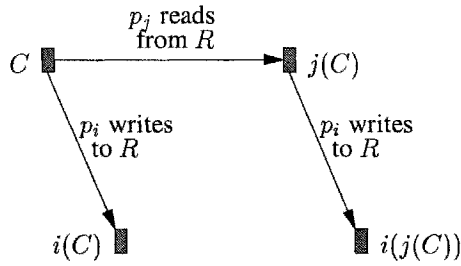 p_j reads
from R
C
j(C)
p_i writes
to R
p_i writes
to R
i(C)
i(j(C))